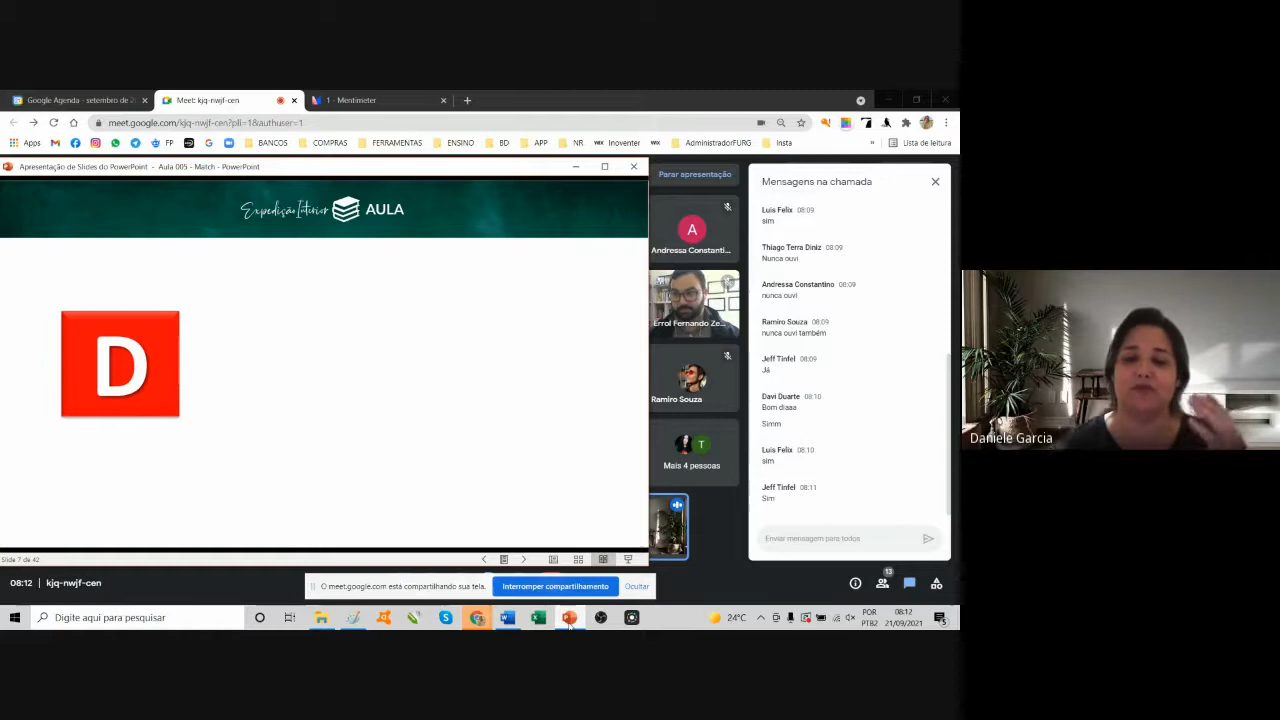 Google Agenda - setembro de 2
Meet: kjq-nwjf-cen
1 - Mentimeter
meet.google.com/kjq-nwjf-cen?pli=1&authuser=1
Apps
BANCOS
COMPRAS
FERRAMENTAS
ENSINO
BD
APP
NR
WIX Inoventer
WIX AdministradorFURG
Insta
»
Lista de leitura
Apresentação de Slides do PowerPoint - Aula 005 - Match - PowerPoint
Expedição Interior AULA
D
Slide 7 de 42
Parar apresentação
A
Andressa Constanti...
Errol Fernando Ze...
Ramiro Souza
T
Mais 4 pessoas
Mensagens na chamada
Luis Felix 08:09
sim
Thiago Terra Diniz 08:09
Nunca ouvi
Andressa Constantino 08:09
nunca ouvi
Ramiro Souza 08:09
nunca ouvi também
Jeff Tinfel 08:09
Já
Davi Duarte 08:10
Bom diaaa
Simm
Luis Felix 08:10
sim
Jeff Tinfel 08:11
Sim
Enviar mensagem para todos
08:12 | kjq-nwjf-cen
O meet.google.com está compartilhando sua tela.
Interromper compartilhamento
Ocultar
13
Digite aqui para pesquisar
24°C
POR
PTB2
08:12
21/09/2021
5
Daniele Garcia